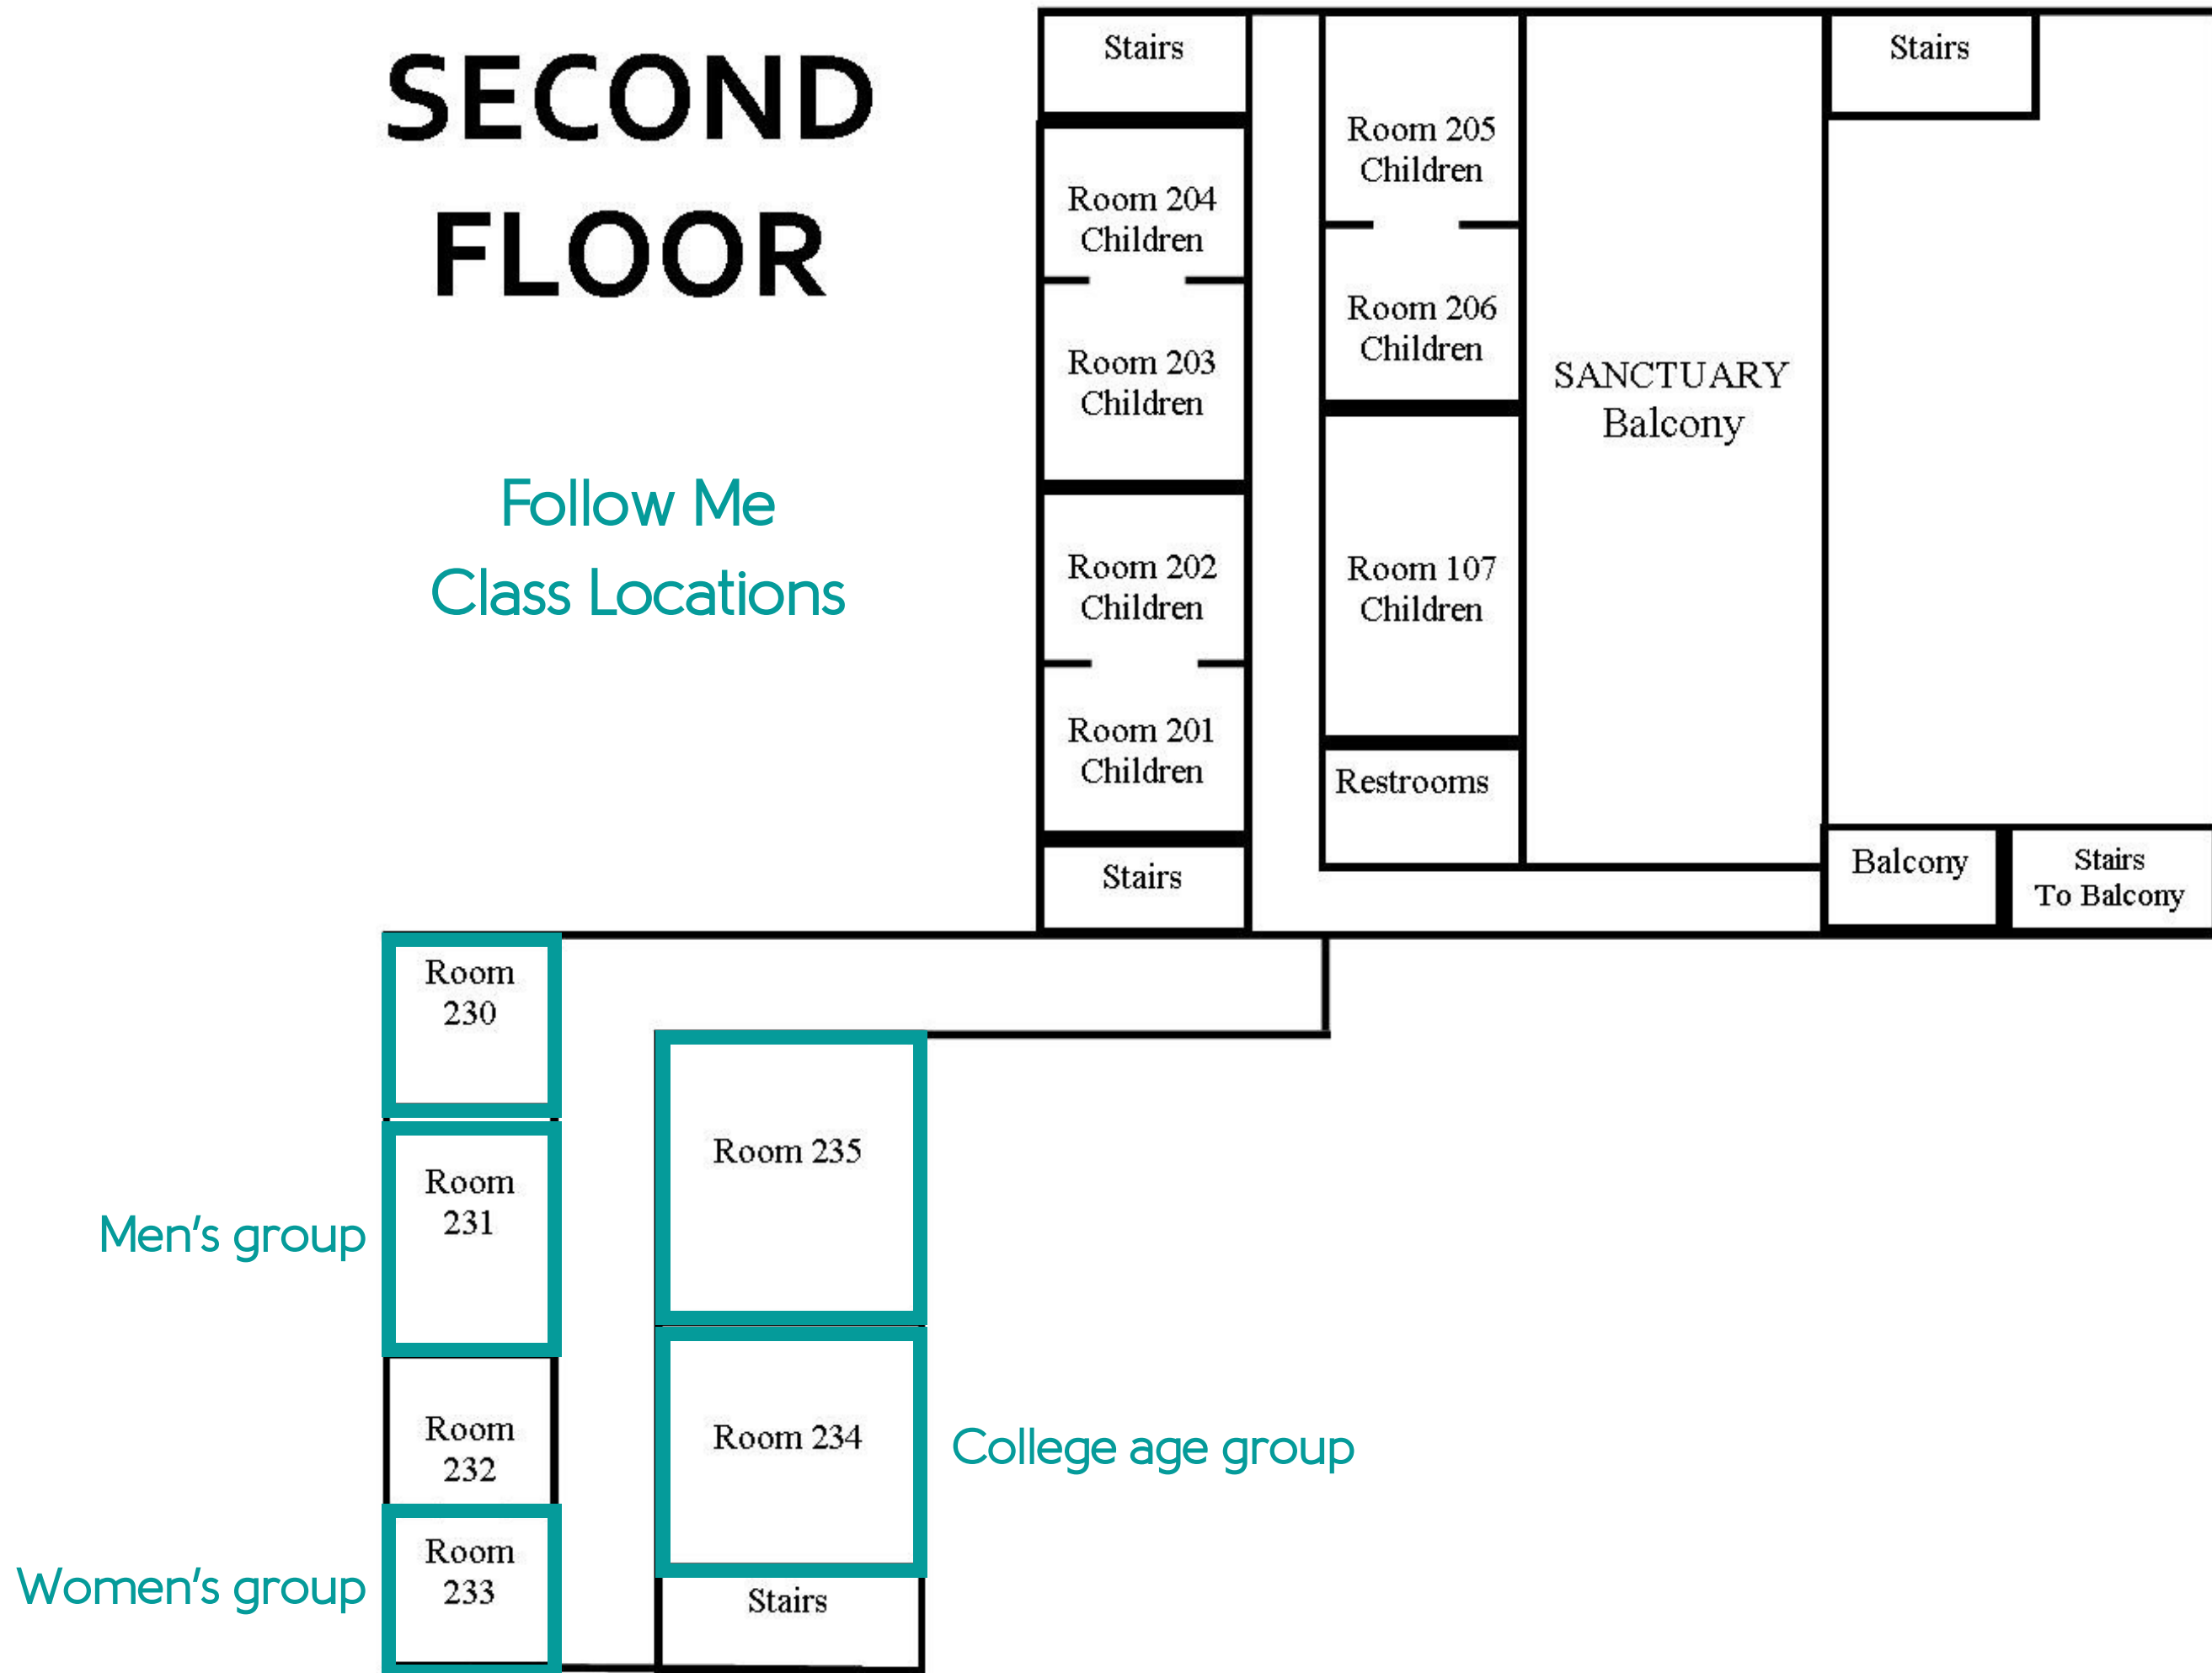 SECOND
FLOOR
Follow Me
Class Locations
Stairs
Room 204
Children
Room 203
Children
Room 202
Children
Room 201
Children
Stairs
Room 205
Children
Room 206
Children
Room 107
Children
Restrooms
SANCTUARY
Balcony
Stairs
Balcony
Stairs
To Balcony
Room
230
Men's group
Room
231
Room
232
Women's group
Room
233
Room 235
Room 234
College age group
Stairs